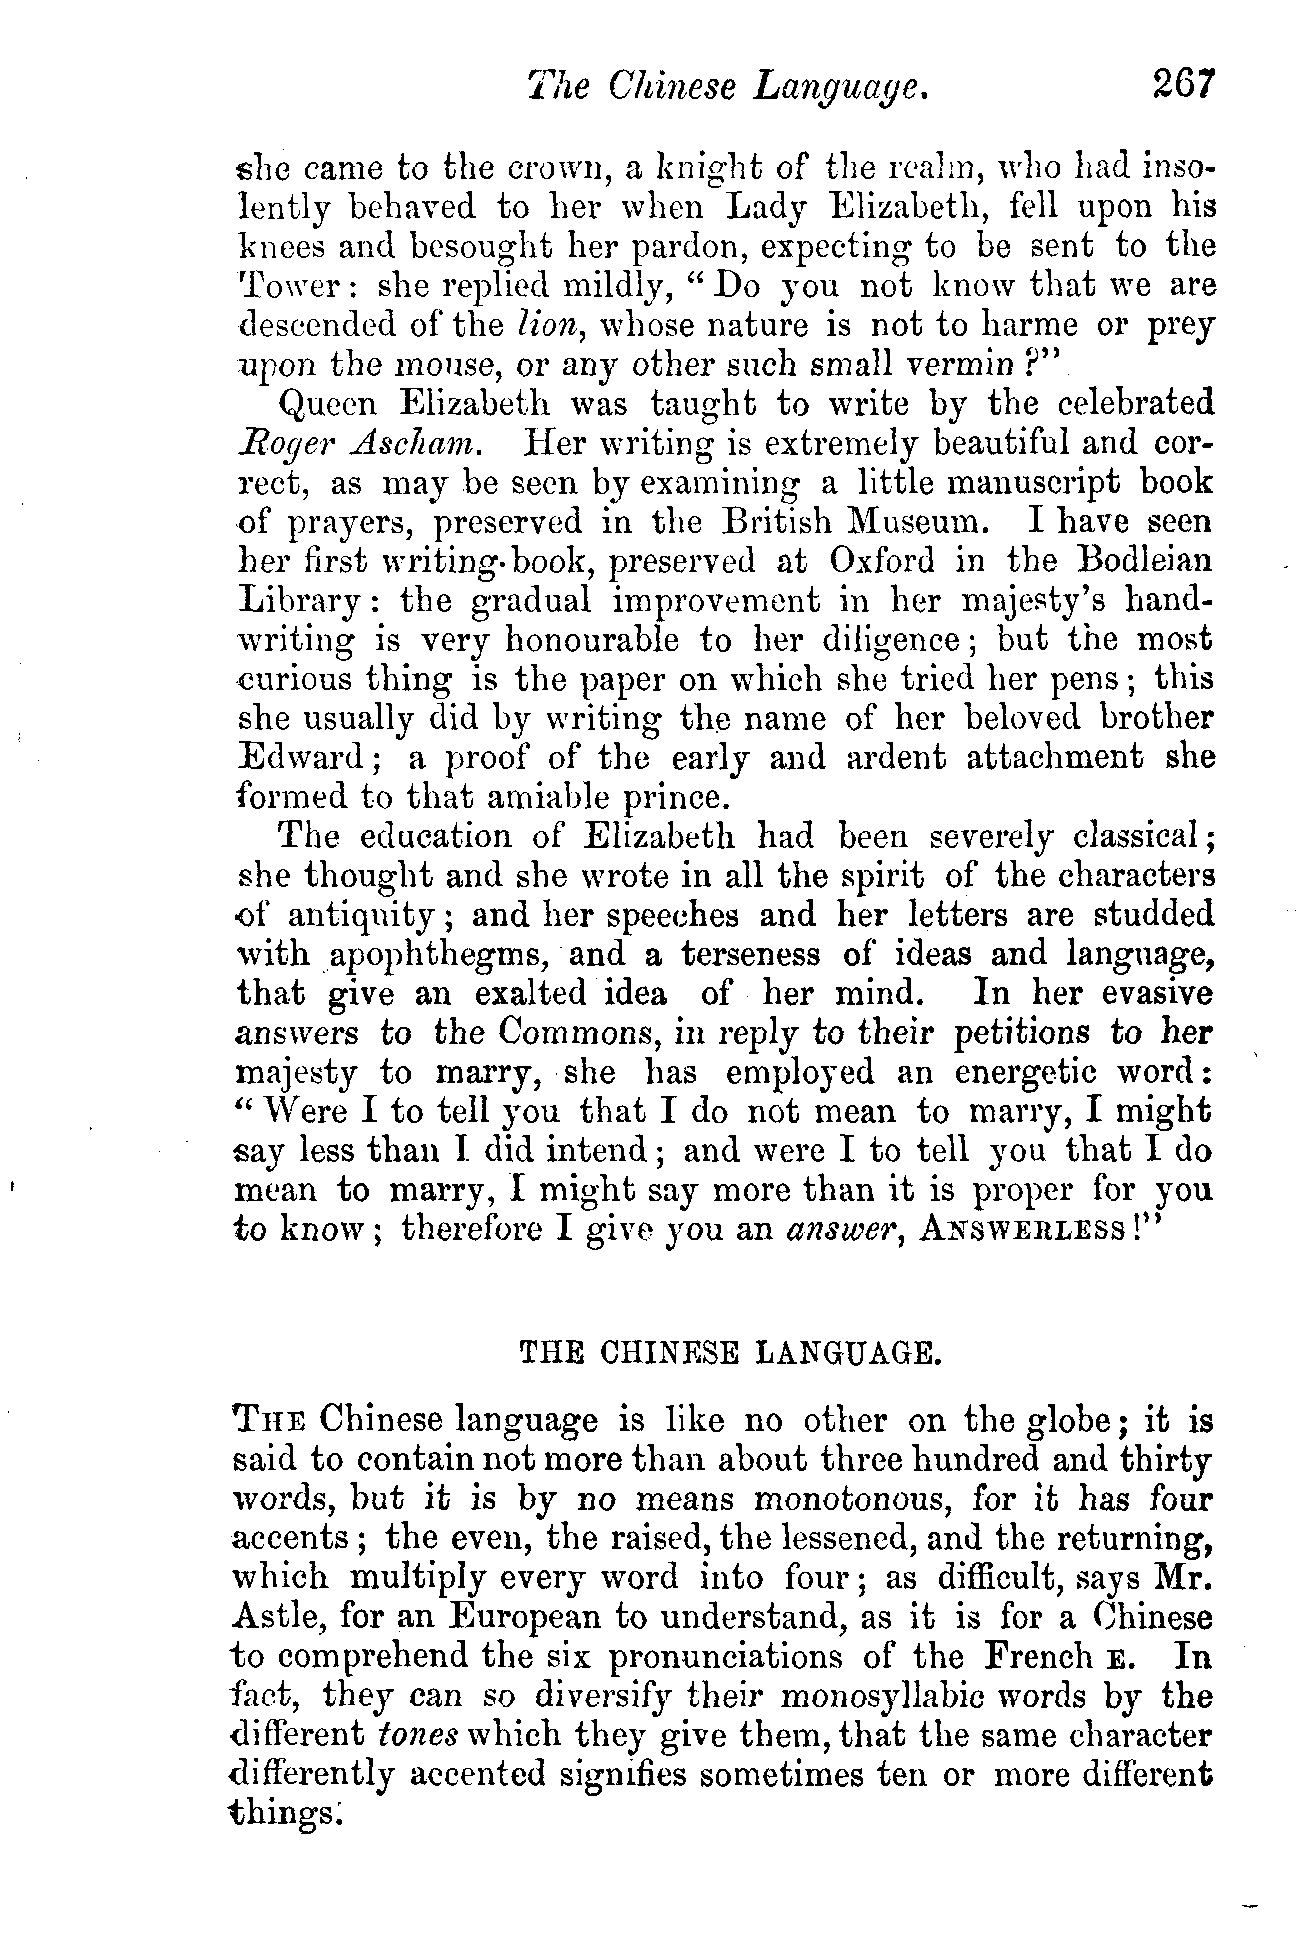 The Chinese Language. 267
she came to the crown, a knight of the realm, who had inso-
lently behaved to her when Lady Elizabeth, fell upon his
knees and besought her pardon, expecting to be sent to the
Tower : she replied mildly, “ Do you not know that we are
descended of the lion, whose nature is not to harme or prey
upon the mouse, or any other such small vermin ?”
Queen Elizabeth was taught to write by the celebrated
Roger Ascham. Her writing is extremely beautiful and cor-
rect, as may be seen by examining a little manuscript book
of prayers, preserved in the British Museum. I have seen
her first writing-book, preserved at Oxford in the Bodleian
Library : the gradual improvement in her majesty’s hand-
writing is very honourable to her diligence ; but the most
curious thing is the paper on which she tried her pens ; this
she usually did by writing the name of her beloved brother
Edward ; a proof of the early and ardent attachment she
formed to that amiable prince.
The education of Elizabeth had been severely classical ;
she thought and she wrote in all the spirit of the characters
of antiquity ; and her speeches and her letters are studded
with apophthegms, and a terseness of ideas and language,
that give an exalted idea of her mind. In her evasive
answers to the Commons, in reply to their petitions to her
majesty to marry, she has employed an energetic word :
“ Were I to tell you that I do not mean to marry, I might
say less than I did intend ; and were I to tell you that I do
mean to marry, I might say more than it is proper for you
to know ; therefore I give you an answer, ANSWERLESS !”
THE CHINESE LANGUAGE.
THE Chinese language is like no other on the globe ; it is
said to contain not more than about three hundred and thirty
words, but it is by no means monotonous, for it has four
accents ; the even, the raised, the lessened, and the returning,
which multiply every word into four ; as difficult, says Mr.
Astle, for an European to understand, as it is for a Chinese
to comprehend the six pronunciations of the French E. In
fact, they can so diversify their monosyllabic words by the
different tones which they give them, that the same character
differently accented signifies sometimes ten or more different
things.